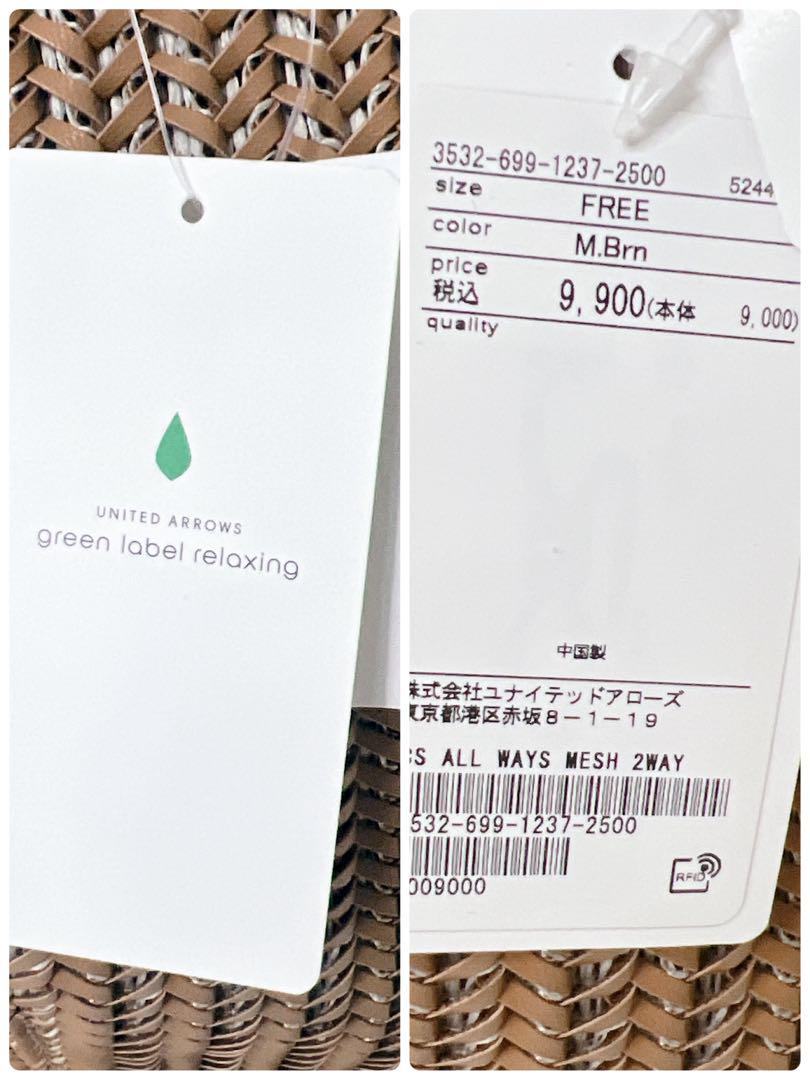 UNITED ARROWS
green label relaxing
3532-699-1237-2500
5244
size
FREE
color
M.Brn
price
税込 9,900(本体 9,000)
quality
中国製
株式会社ユナイテッドアローズ
東京都港区赤坂8-1-19
CS ALL WAYS MESH 2WAY
532-699-1237-2500
009000
RFID